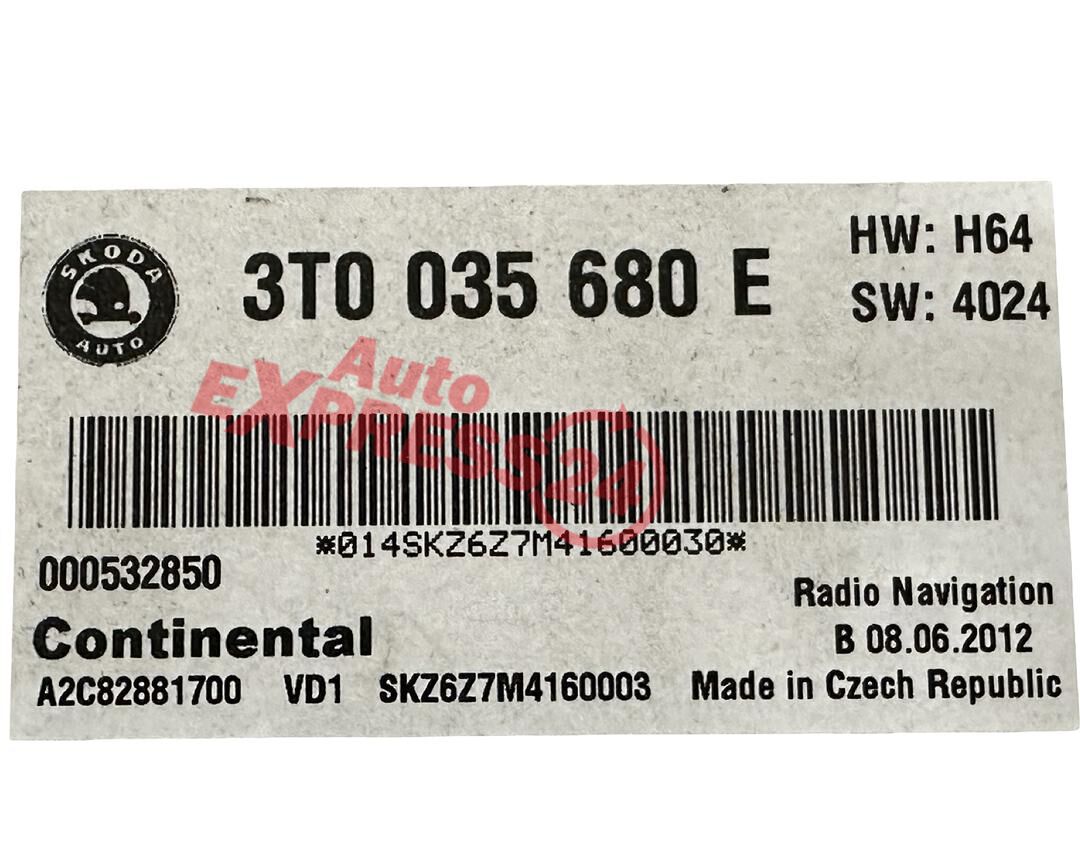 SKODA
AUTO
3T0 035 680 E
HW: H64
SW: 4024
Auto
EXPRESS24
*014SKZ6Z7M41600030*
000532850
Radio Navigation
Continental
B 08.06.2012
A2C82881700 VD1 SKZ6Z7M4160003 Made in Czech Republic